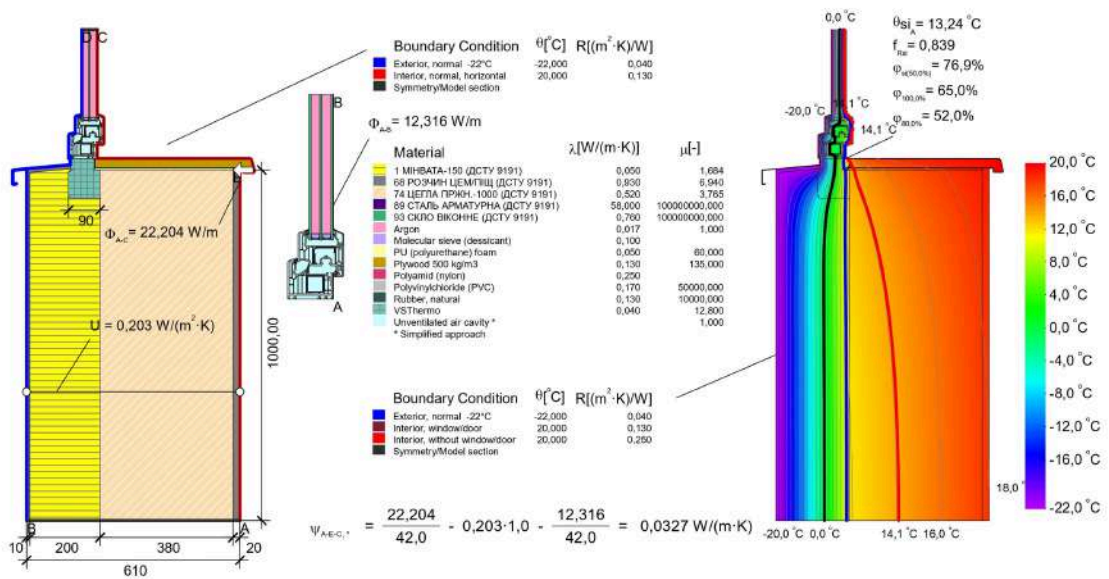 D C
Boundary Condition θ[°C] R[(m²·K)/W]
Exterior, normal -22°C -22,000 0,040
Interior, normal, horizontal 20,000 0,130
Symmetry/Model section
B
Φ A-B = 12,316 W/m
Material λ[W/(m·K)] μ[-]
1 МІНВАТА-150 (ДСТУ 9191) 0,050 1,684
68 РОЗЧИН ЦЕМ/ПІЩ (ДСТУ 9191) 0,930 6,940
74 ЦЕГЛА ПРЖН.-1000 (ДСТУ 9191) 0,520 3,765
89 СТАЛЬ АРМАТУРНА (ДСТУ 9191) 58,000 100000000,000
93 СКЛО ВІКОННЕ (ДСТУ 9191) 0,760 100000000,000
Argon 0,017 1,000
Molecular sieve (dessicant) 0,100
PU (polyurethane) foam 0,050 60,000
Plywood 500 kg/m3 0,130 135,000
Polyamid (nylon) 0,250
Polyvinylchloride (PVC) 0,170 50000,000
Rubber, natural 0,130 10000,000
VSThermo 0,040 12,800
Unventilated air cavity * 1,000
* Simplified approach
A
90
Φ A-C = 22,204 W/m
U = 0,203 W/(m²·K)
1000,00
B A
10 200 380 20
610
Boundary Condition θ[°C] R[(m²·K)/W]
Exterior, normal -22°C -22,000 0,040
Interior, window/door 20,000 0,130
Interior, without window/door 20,000 0,250
Symmetry/Model section
Ψ A-E-C, * = 22,204 / 42,0 - 0,203·1,0 - 12,316 / 42,0 = 0,0327 W/(m·K)
0,0 °C
θsi A = 13,24 °C
f Rsi = 0,839
φ si(50,0%) = 76,9%
φ 100,0% = 65,0%
φ 80,0% = 52,0%
-20,0 °C 14,1 °C
14,1 °C
20,0 °C
16,0 °C
12,0 °C
8,0 °C
4,0 °C
0,0 °C
-4,0 °C
-8,0 °C
-12,0 °C
-16,0 °C
-22,0 °C
18,0 °
-20,0 °C 0,0 °C 14,1 °C 16,0 °C